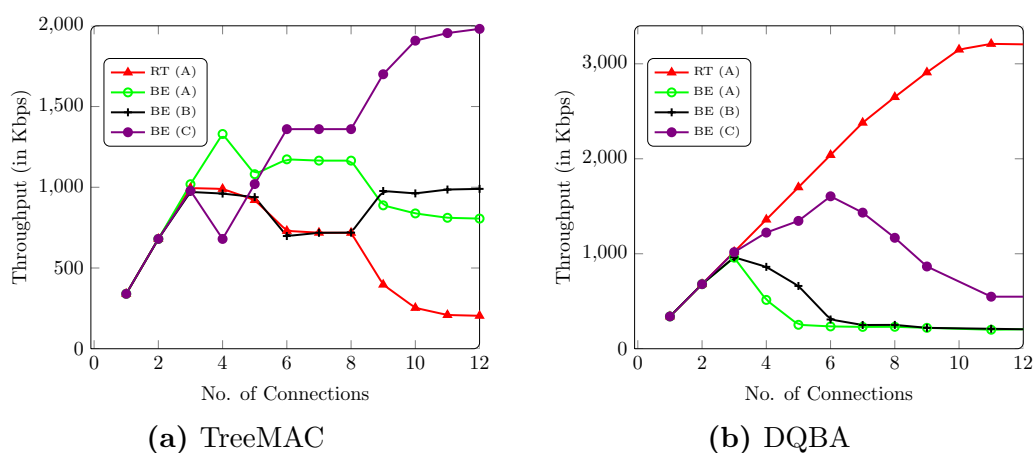 2,000
1,500
1,000
500
0
Throughput (in Kbps)
RT (A)
BE (A)
BE (B)
BE (C)
0 2 4 6 8 10 12
No. of Connections
(a) TreeMAC
3,000
2,000
1,000
0
Throughput (in Kbps)
RT (A)
BE (A)
BE (B)
BE (C)
0 2 4 6 8 10 12
No. of Connections
(b) DQBA